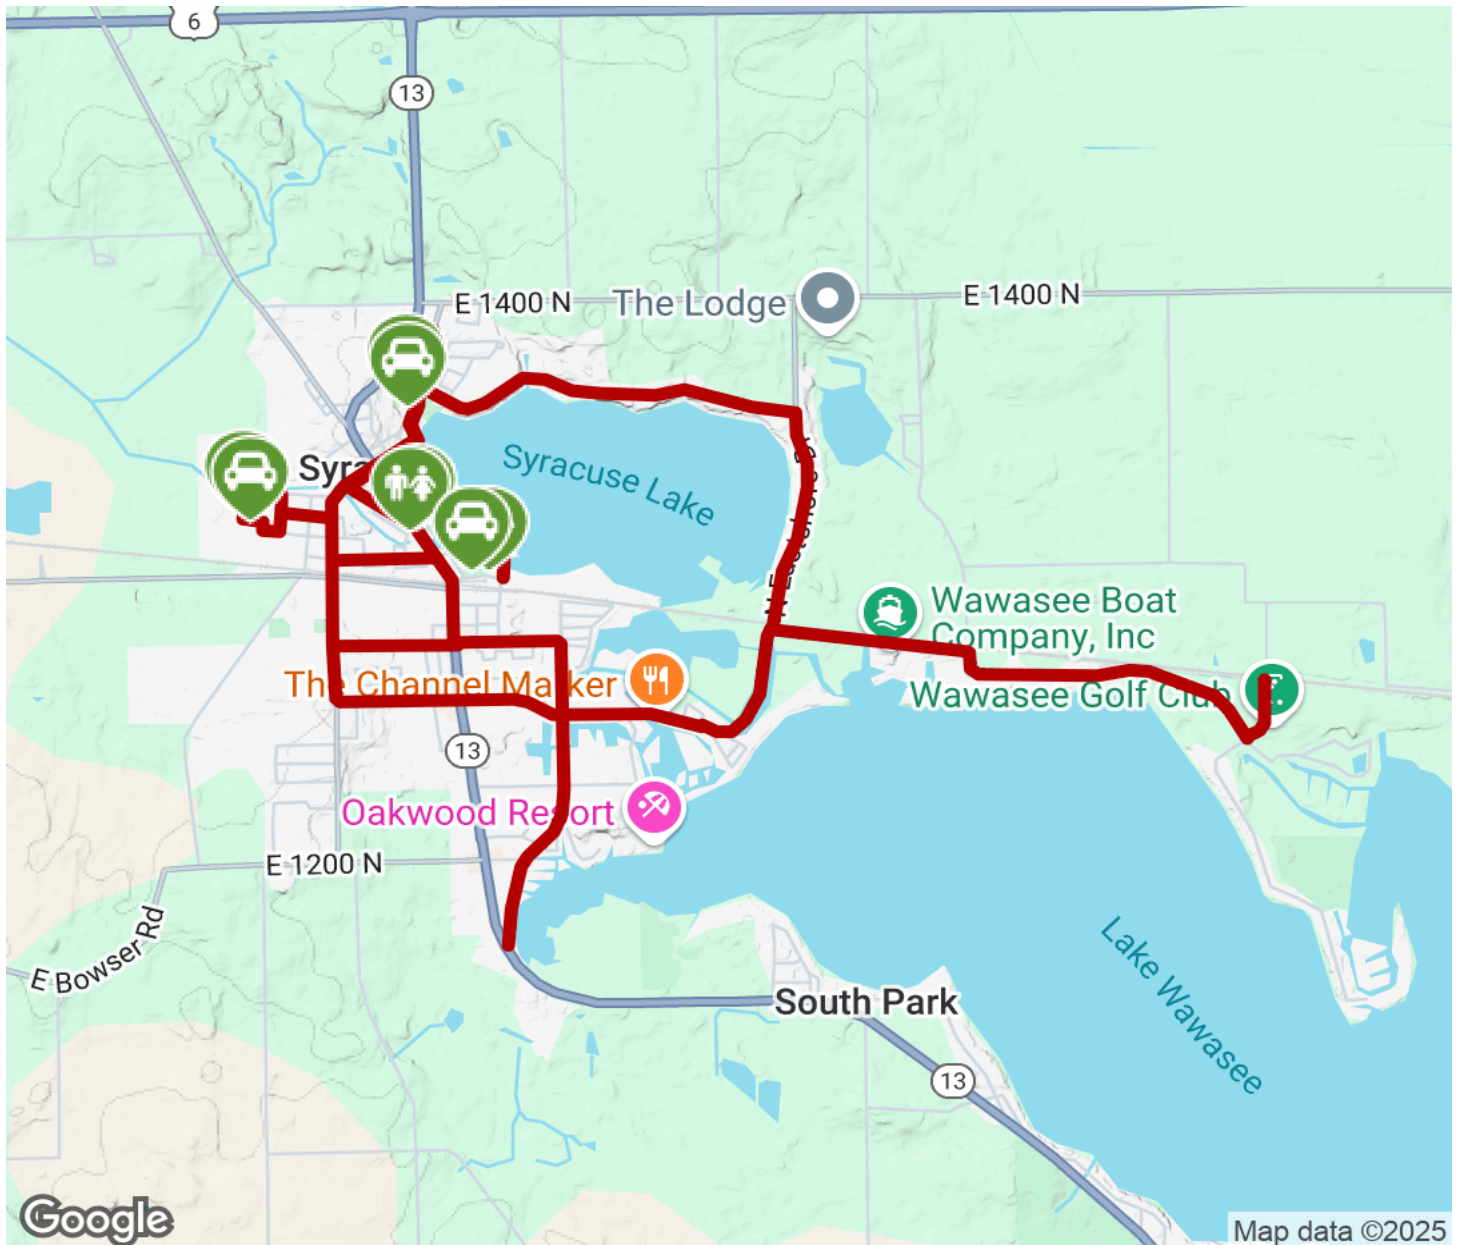 6
13
E 1400 N
The Lodge
E 1400 N
Syra
Syracuse Lake
Wawasee Boat
Company, Inc
The Channel Marker
Wawasee Golf Club
13
Oakwood Resort
E 1200 N
E Bowser Rd
Lake Wawasee
South Park
13
Google
Map data ©2025